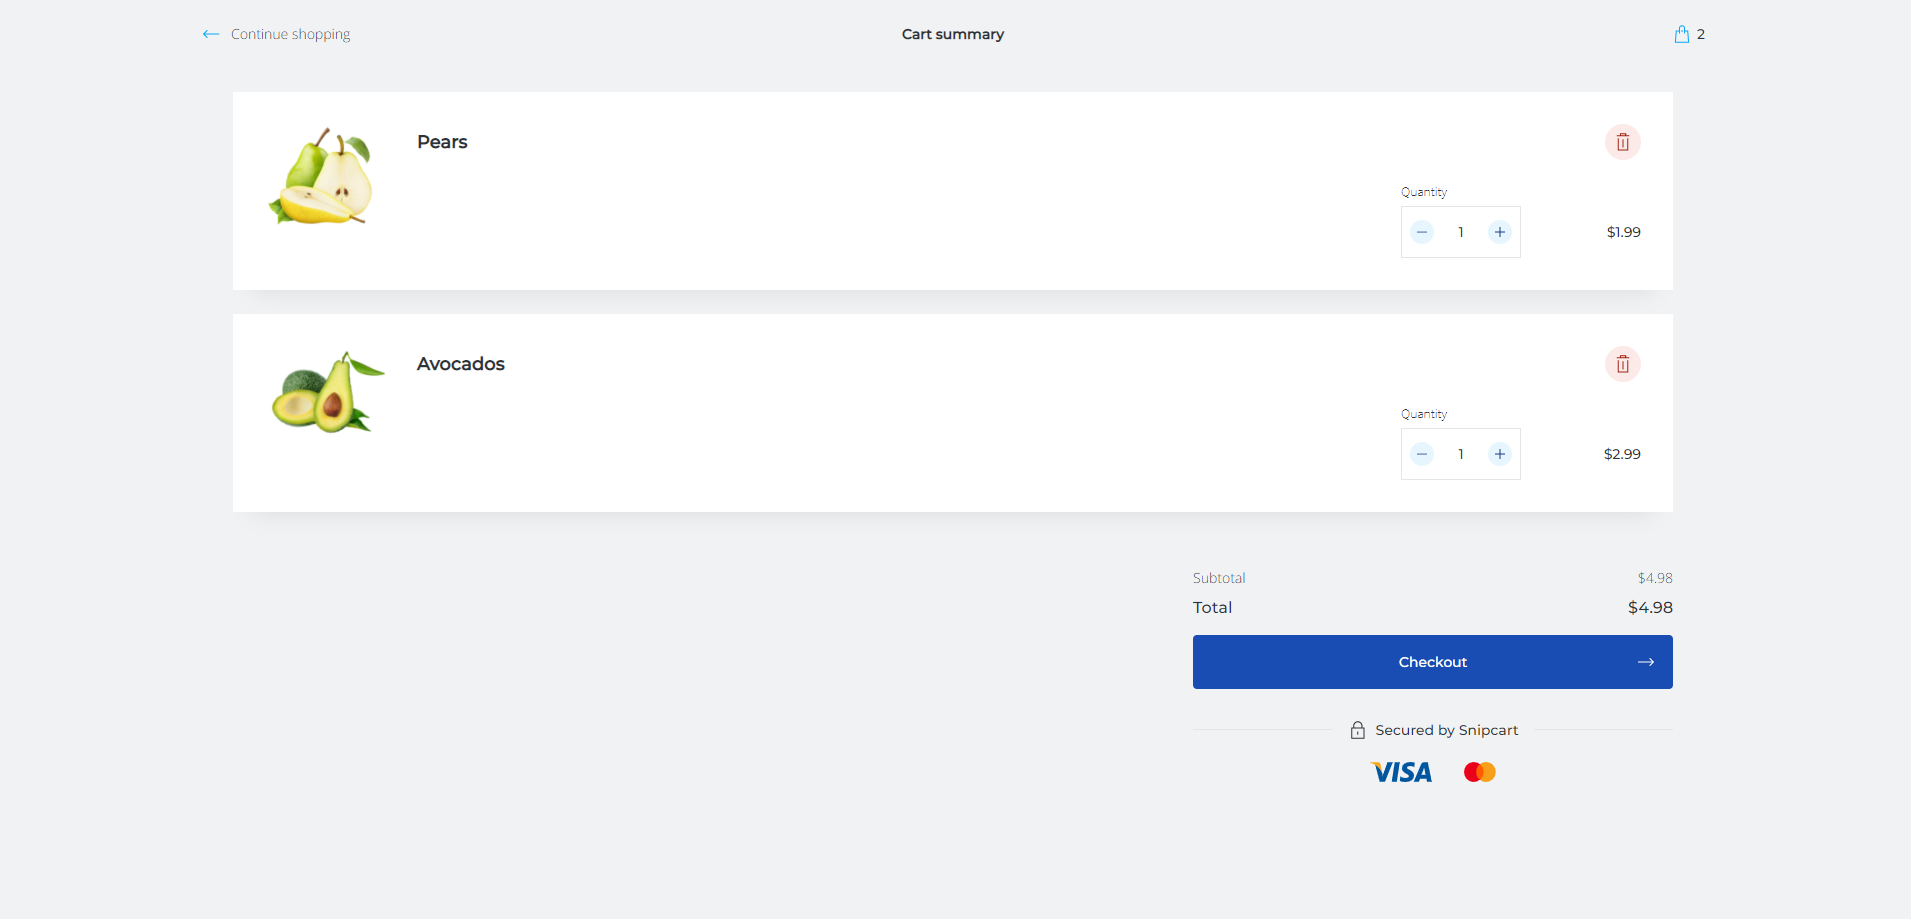 Continue shopping
Cart summary
2
Pears
Quantity
1
$1.99
Avocados
Quantity
1
$2.99
Subtotal $4.98
Total $4.98
Checkout
Secured by Snipcart
VISA